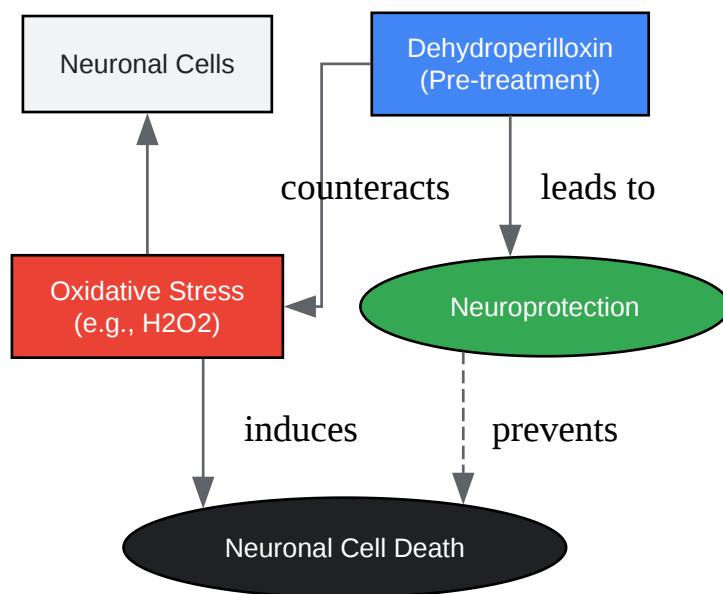 Neuronal Cells
Dehydroperilloxin
(Pre-treatment)
counteracts
leads to
Oxidative Stress
(e.g., H2O2)
Neuroprotection
induces
prevents
Neuronal Cell Death